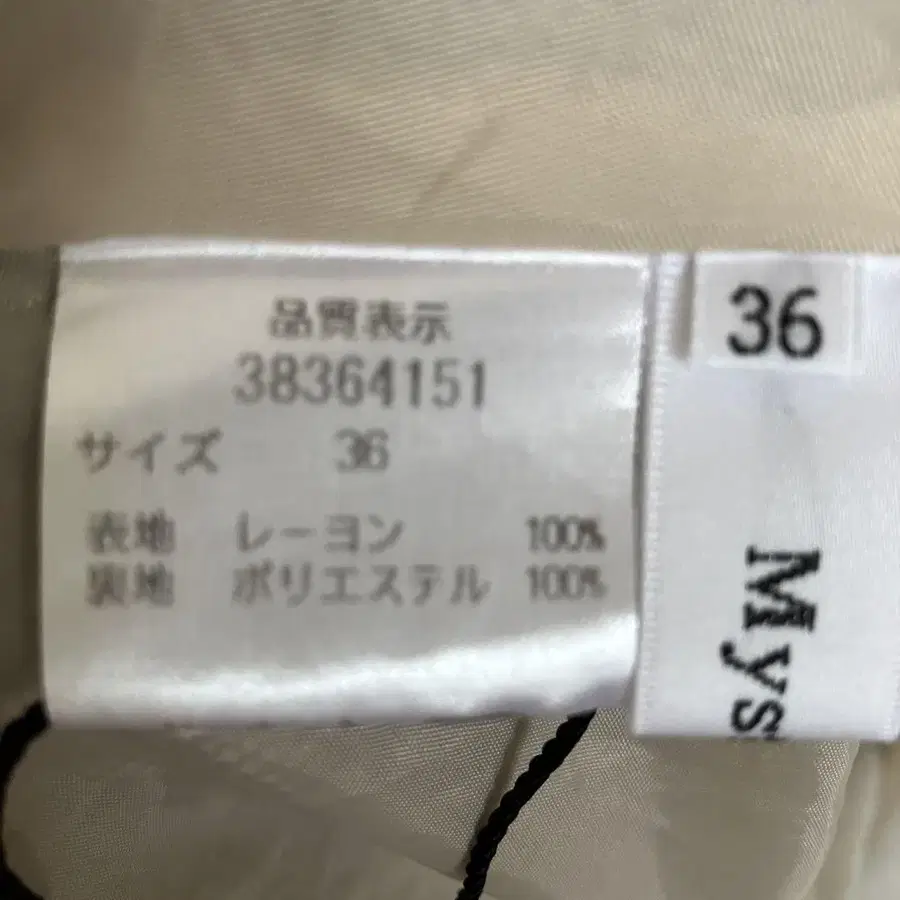 品質表示
38364151
サイズ 36
表地 レーヨン 100%
裏地 ポリエステル 100%
36
Mys